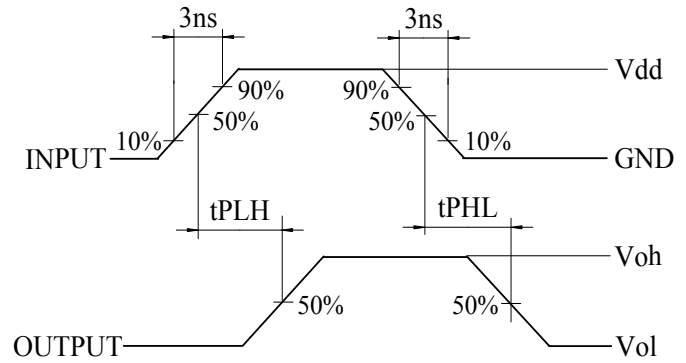 3ns 3ns
Vdd
90% 90%
50% 50%
10% 10%
INPUT GND
tPLH tPHL
Voh
50% 50%
OUTPUT Vol